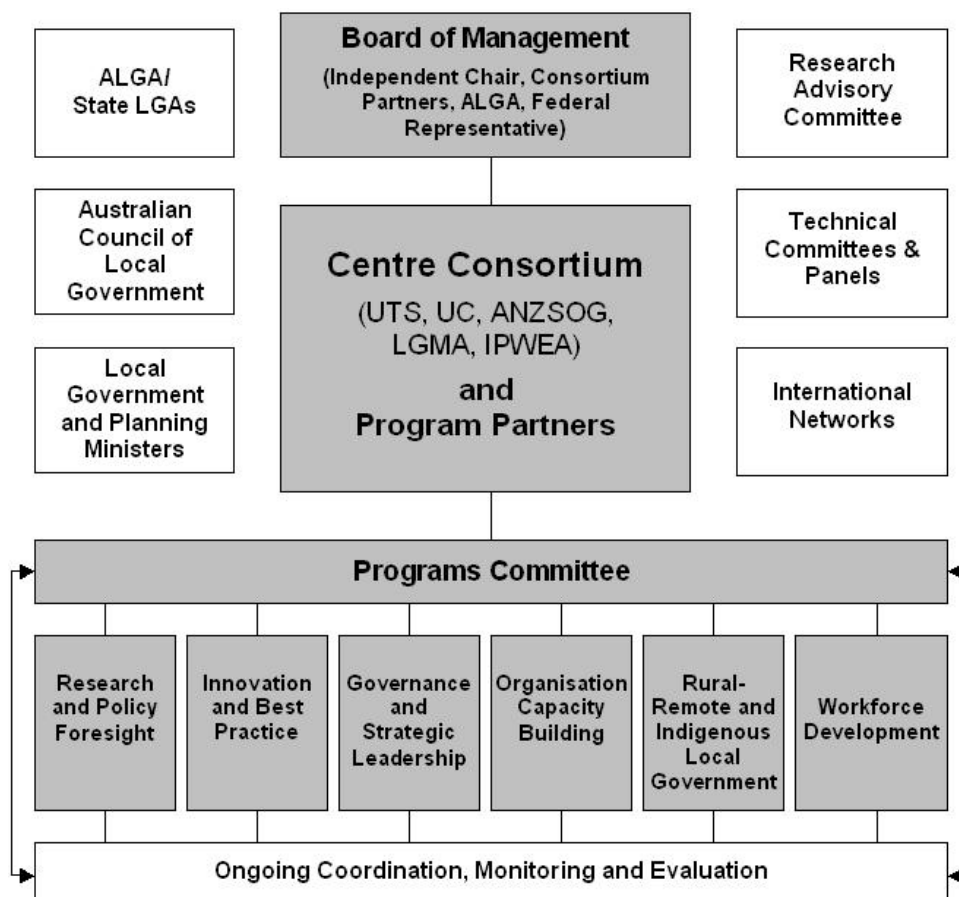 ALGA/
State LGAs
Board of Management
(Independent Chair, Consortium
Partners, ALGA, Federal
Representative)
Research
Advisory
Committee
Australian
Council of
Local
Government
Centre Consortium
(UTS, UC, ANZSOG,
LGMA, IPWEA)
and
Program Partners
Technical
Committees &
Panels
Local
Government
and Planning
Ministers
International
Networks
Programs Committee
Research
and Policy
Foresight
Innovation
and Best
Practice
Governance
and
Strategic
Leadership
Organisation
Capacity
Building
Rural-
Remote and
Indigenous
Local
Government
Workforce
Development
Ongoing Coordination, Monitoring and Evaluation